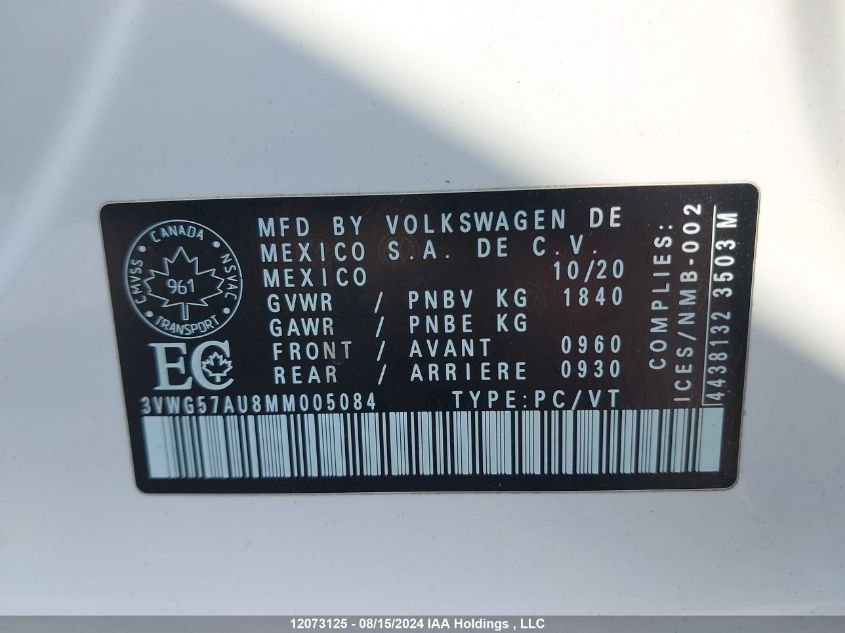 CANADA
CMVSS
NSVAC
961
TRANSPORT
EC
MFD BY VOLKSWAGEN DE
MEXICO S.A. DE C.V.
MEXICO 10/20
GVWR / PNBV KG 1840
GAWR / PNBE KG
FRONT / AVANT 0960
REAR / ARRIERE 0930
3VWG57AU8MM005084 TYPE:PC/VT
COMPLIES:
ICES/NMB-002
4438132 3503 M
12073125 - 08/15/2024 IAA Holdings , LLC